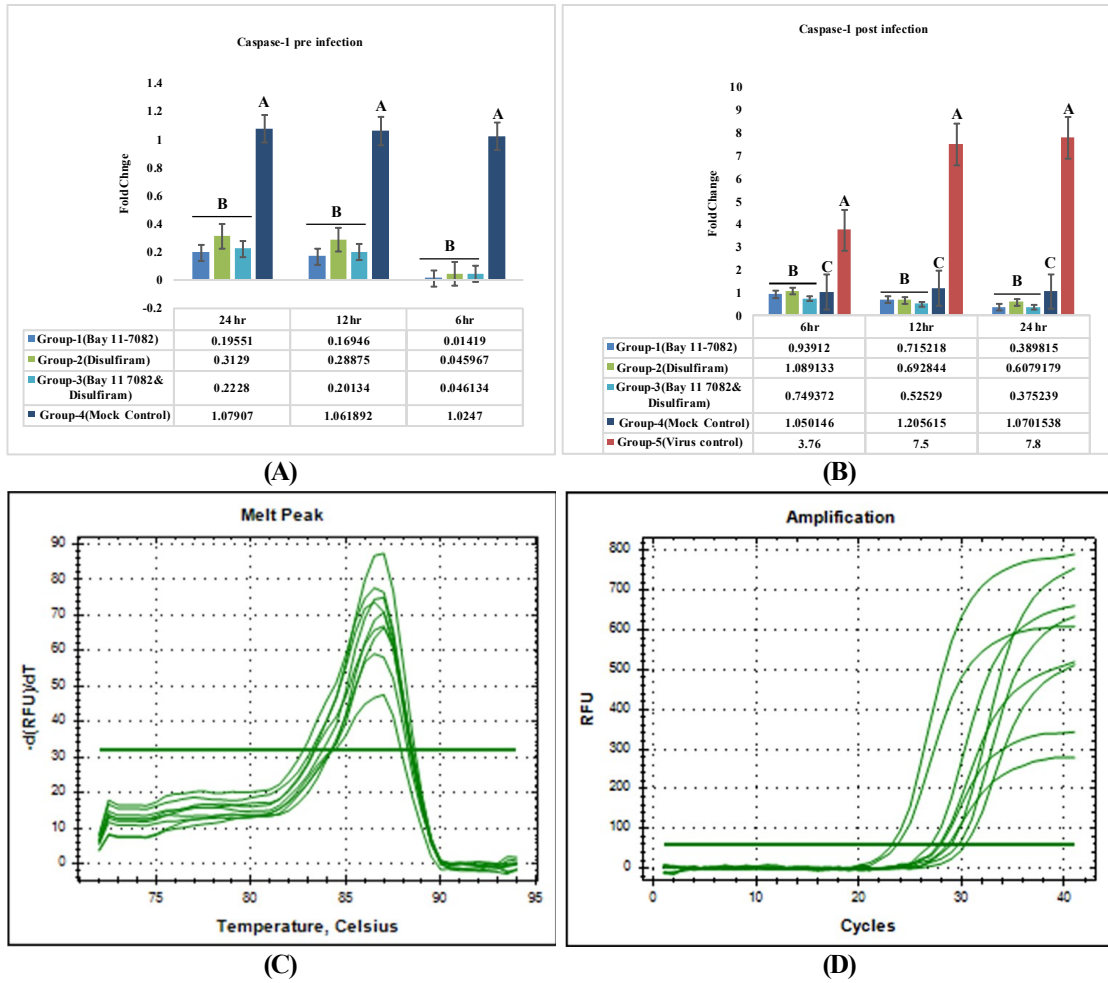 Caspase-1 pre infection
1.4
1.2
1
0.8
0.6
0.4
0.2
0
-0.2
Fold Chnge
B
A
B
A
B
A
24 hr 12 hr 6 hr
Group-1(Bay 11-7082) 0.19551 0.16946 0.01419
Group-2(Disulfiram) 0.3129 0.28875 0.045967
Group-3(Bay 11 7082&
Disulfiram) 0.2228 0.20134 0.046134
Group-4(Mock Control) 1.07907 1.061892 1.0247
(A)
Caspase-1 post infection
10
9
8
7
6
5
4
3
2
1
0
Fold Change
B
C
A
B
C
A
B
C
A
6hr 12hr 24 hr
Group-1(Bay 11-7082) 0.93912 0.715218 0.389815
Group-2(Disulfiram) 1.089133 0.692844 0.6079179
Group-3(Bay 11 7082&
Disulfiram) 0.749372 0.52529 0.375239
Group-4(Mock Control) 1.050146 1.205615 1.0701538
Group-5(Virus control) 3.76 7.5 7.8
(B)
Melt Peak
90
80
70
60
50
40
30
20
10
0
-d(RFU)/dT
75 80 85 90 95
Temperature, Celsius
(C)
Amplification
800
700
600
500
400
300
200
100
0
RFU
0 10 20 30 40
Cycles
(D)